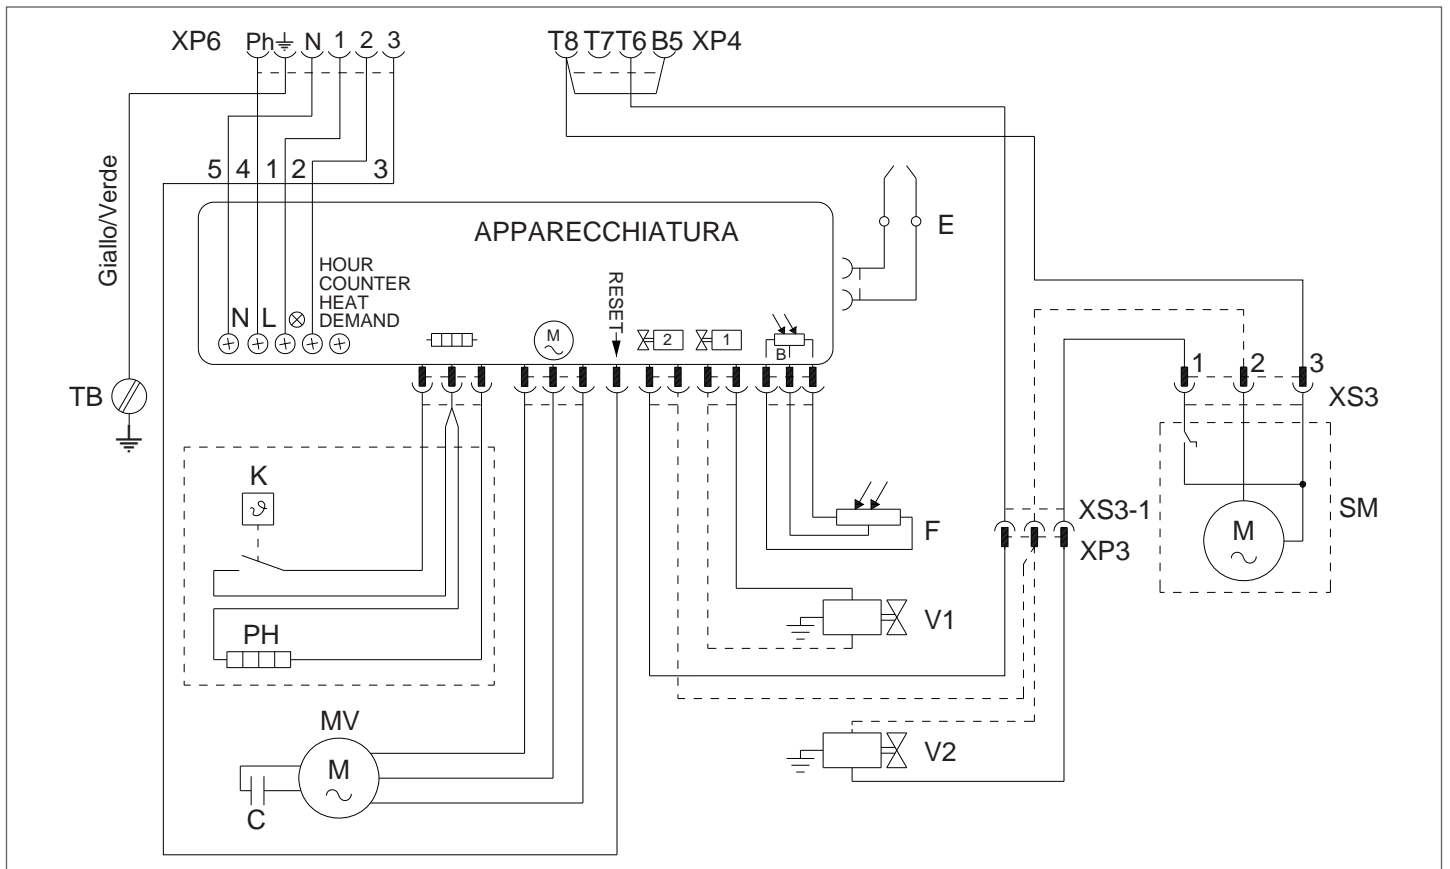 XP6 Ph N 1 2 3
T8 T7 T6 B5 XP4
5 4 1 2 3
Giallo/Verde
APPARECCHIATURA
E
HOUR
COUNTER
HEAT
DEMAND
N L
M
RESET
2
1
B
TB
1 2 3
XS3
K
ϑ
F
XS3-1
XP3
M
SM
PH
V1
MV
M
C
V2